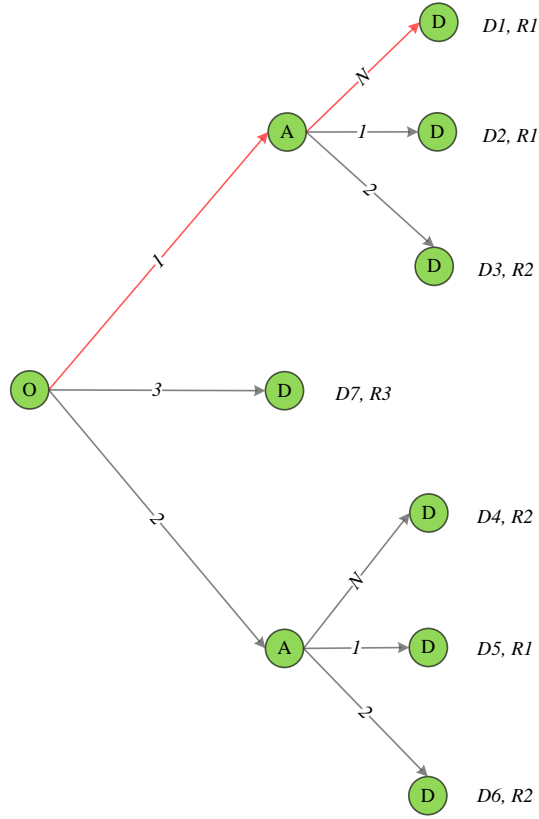 D
D1, R1
N
A
1
D
D2, R1
2
D
D3, R2
1
O
3
D
D7, R3
2
D
D4, R2
N
A
1
D
D5, R1
2
D
D6, R2